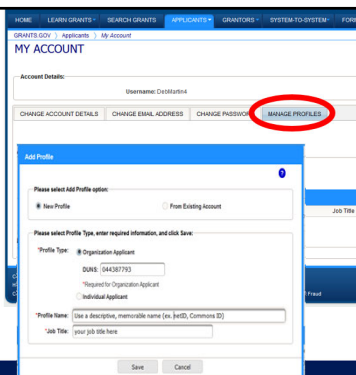 HOME LEARN GRANTS SEARCH GRANTS APPLICANTS GRANTORS SYSTEM-TO-SYSTEM FOR
GRANTS.GOV 〉 Applicants 〉 My Account
MY ACCOUNT
Account Details:
Username: DebMartin4
CHANGE ACCOUNT DETAILS CHANGE EMAIL ADDRESS CHANGE PASSWOR MANAGE PROFILES
Add Profile
?
Please select Add Profile option:
New Profile From Existing Account
Job Title
Please select Profile Type, enter required information, and click Save:
*Profile Type: Organization Applicant
DUNS: 044387793
*Required for Organization Applicant
Individual Applicant
Fraud
*Profile Name: Use a descriptive, memorable name (ex. NetID, Commons ID)
*Job Title: your job title here
Save Cancel